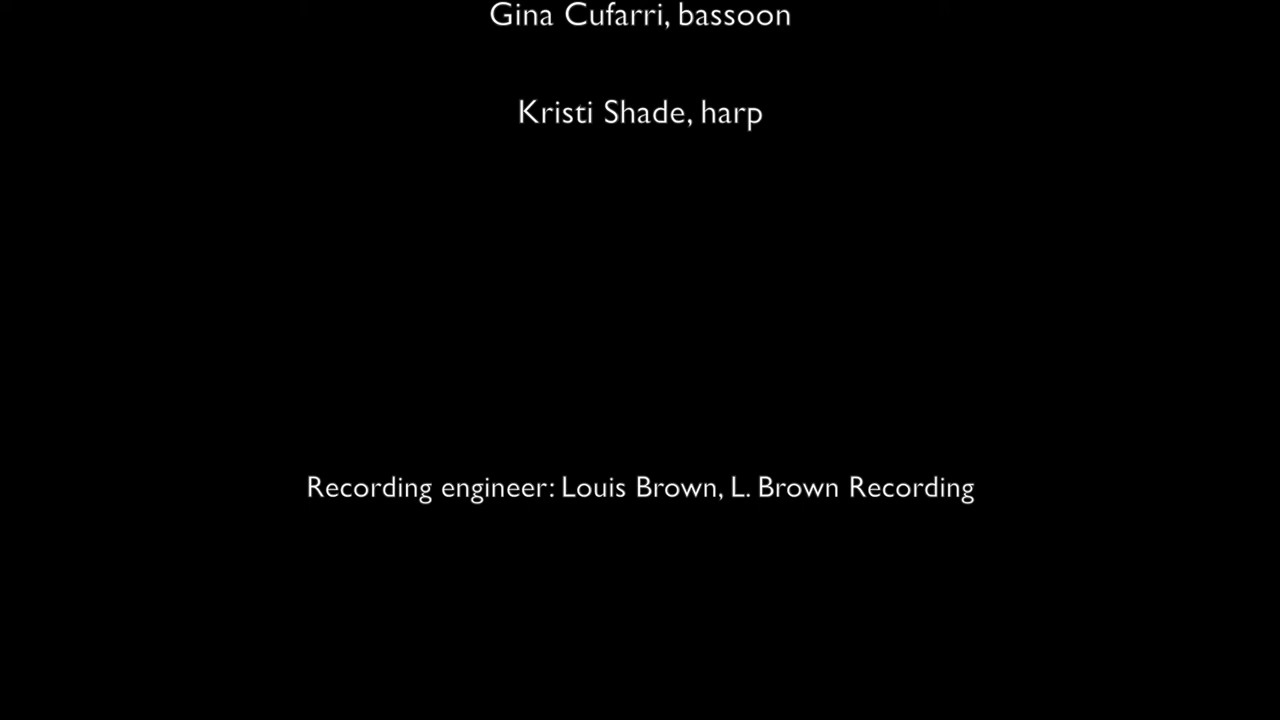 Gina Cufarri, bassoon
Kristi Shade, harp
Recording engineer: Louis Brown, L. Brown Recording